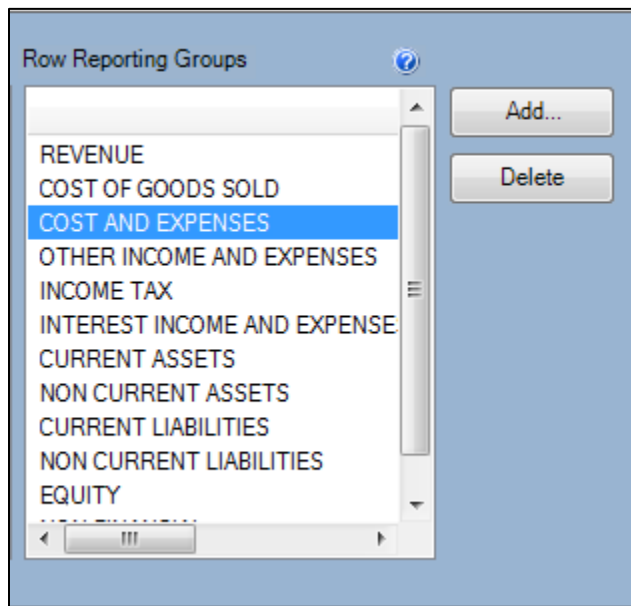 Row Reporting Groups
Add...
Delete
REVENUE
COST OF GOODS SOLD
COST AND EXPENSES
OTHER INCOME AND EXPENSES
INCOME TAX
INTEREST INCOME AND EXPENSE
CURRENT ASSETS
NON CURRENT ASSETS
CURRENT LIABILITIES
NON CURRENT LIABILITIES
EQUITY